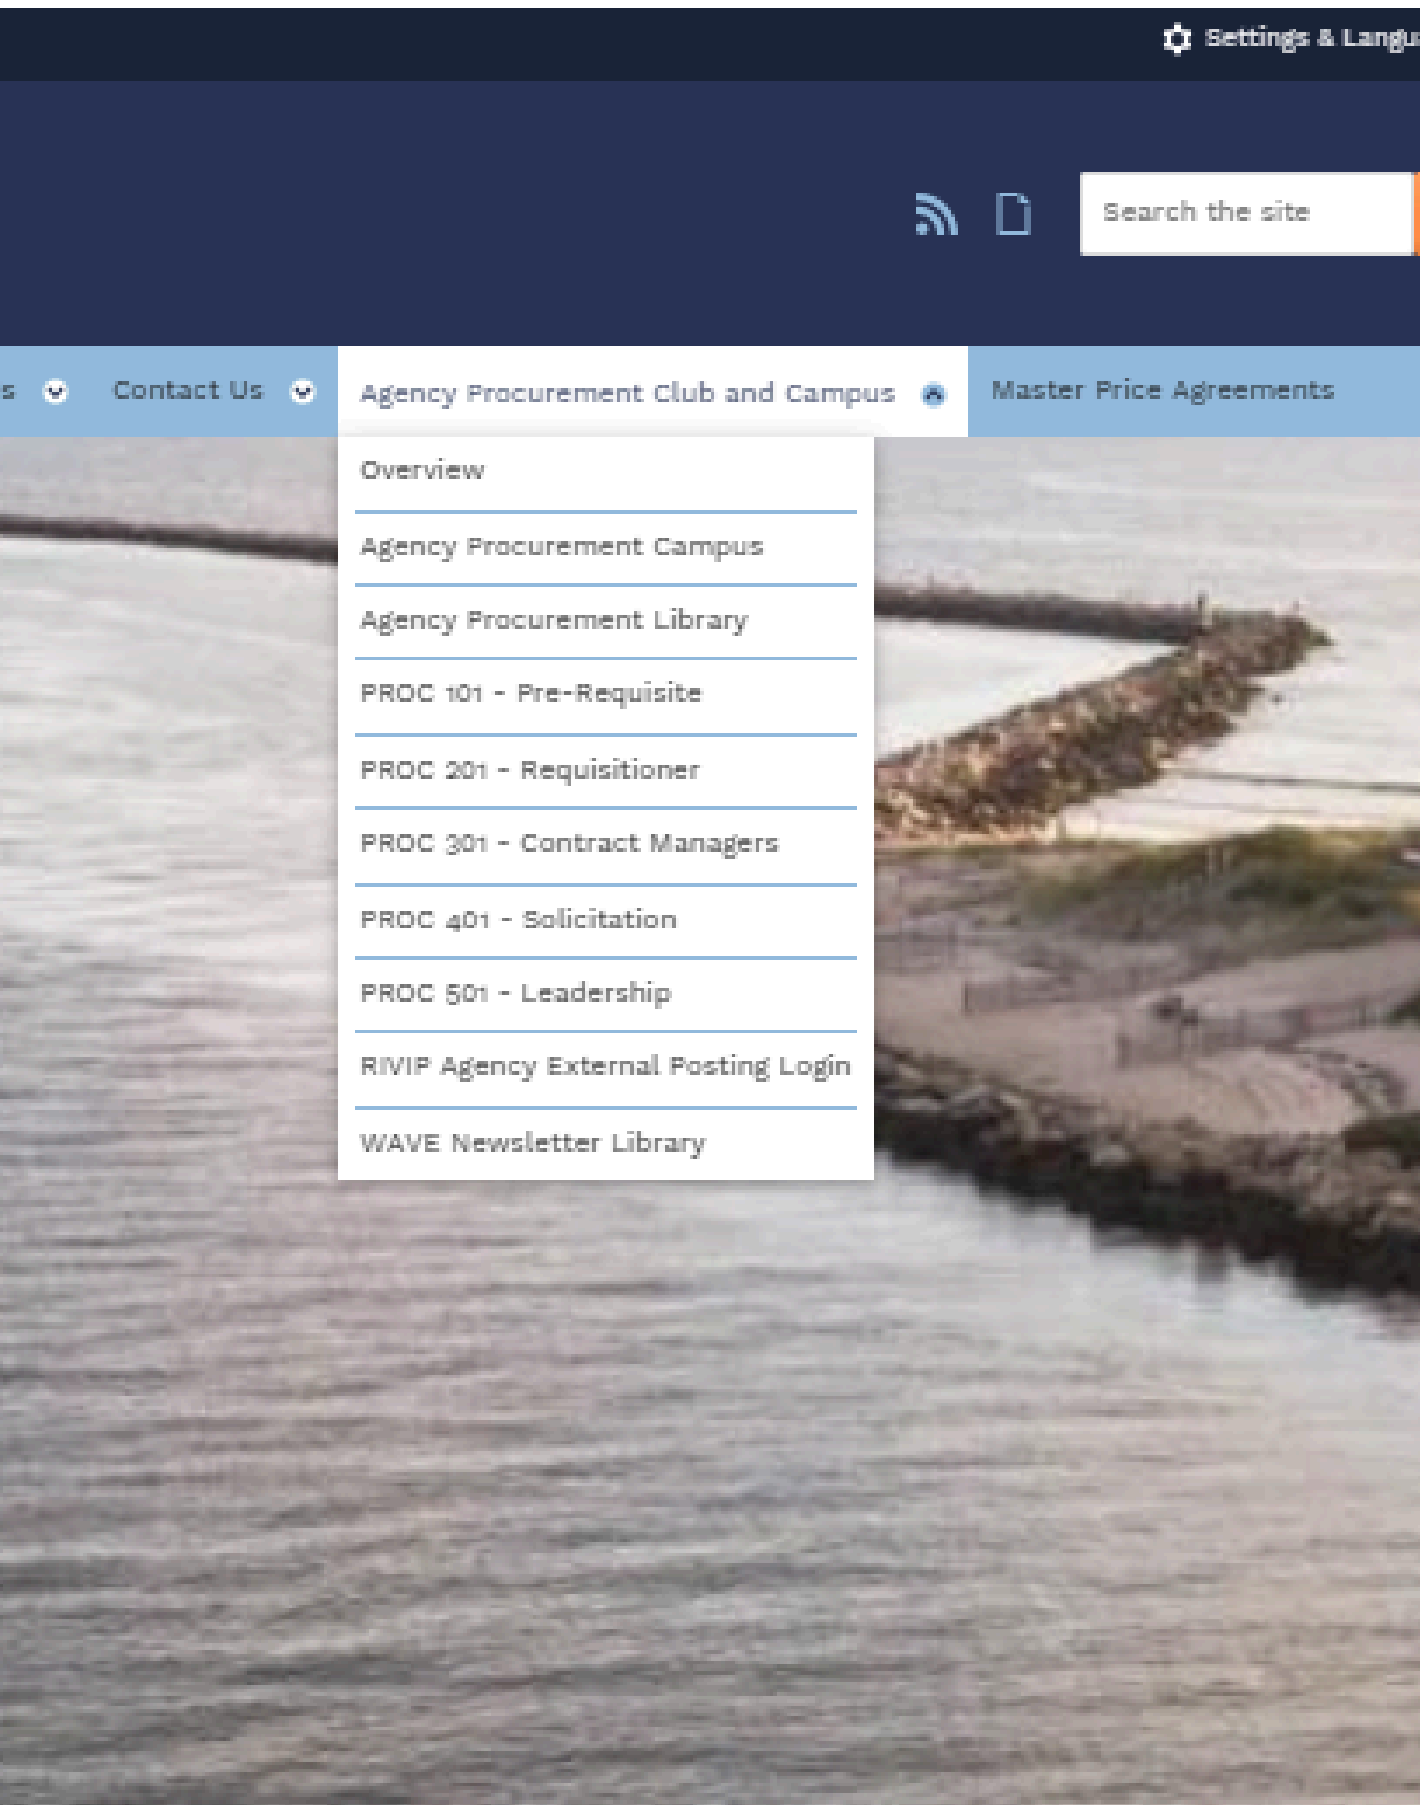 Settings &
Search the site
Contact Us
Agency Procurement Club and Campus
Master Price Agreements
Overview
Agency Procurement Campus
Agency Procurement Library
PROC 101 - Pre-Requisite
PROC 201 - Requisitioner
PROC 301 - Contract Managers
PROC 401 - Solicitation
PROC 501 - Leadership
RIVIP Agency External Posting Login
WAVE Newsletter Library